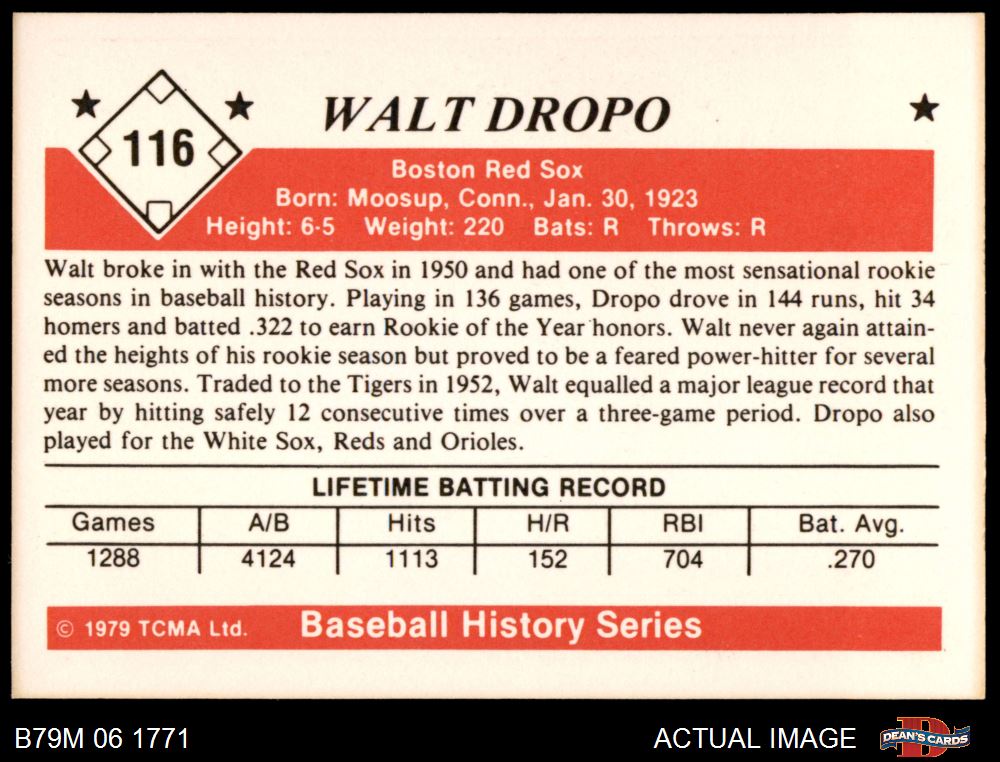 116
WALT DROPO
Boston Red Sox
Born: Moosup, Conn., Jan. 30, 1923
Height: 6-5 Weight: 220 Bats: R Throws: R
Walt broke in with the Red Sox in 1950 and had one of the most sensational rookie
seasons in baseball history. Playing in 136 games, Dropo drove in 144 runs, hit 34
homers and batted .322 to earn Rookie of the Year honors. Walt never again attain-
ed the heights of his rookie season but proved to be a feared power-hitter for several
more seasons. Traded to the Tigers in 1952, Walt equalled a major league record that
year by hitting safely 12 consecutive times over a three-game period. Dropo also
played for the White Sox, Reds and Orioles.
LIFETIME BATTING RECORD
Games A/B Hits H/R RBI Bat. Avg.
1288 4124 1113 152 704 .270
© 1979 TCMA Ltd. Baseball History Series
B79M 06 1771 ACTUAL IMAGE DEAN'S CARDS